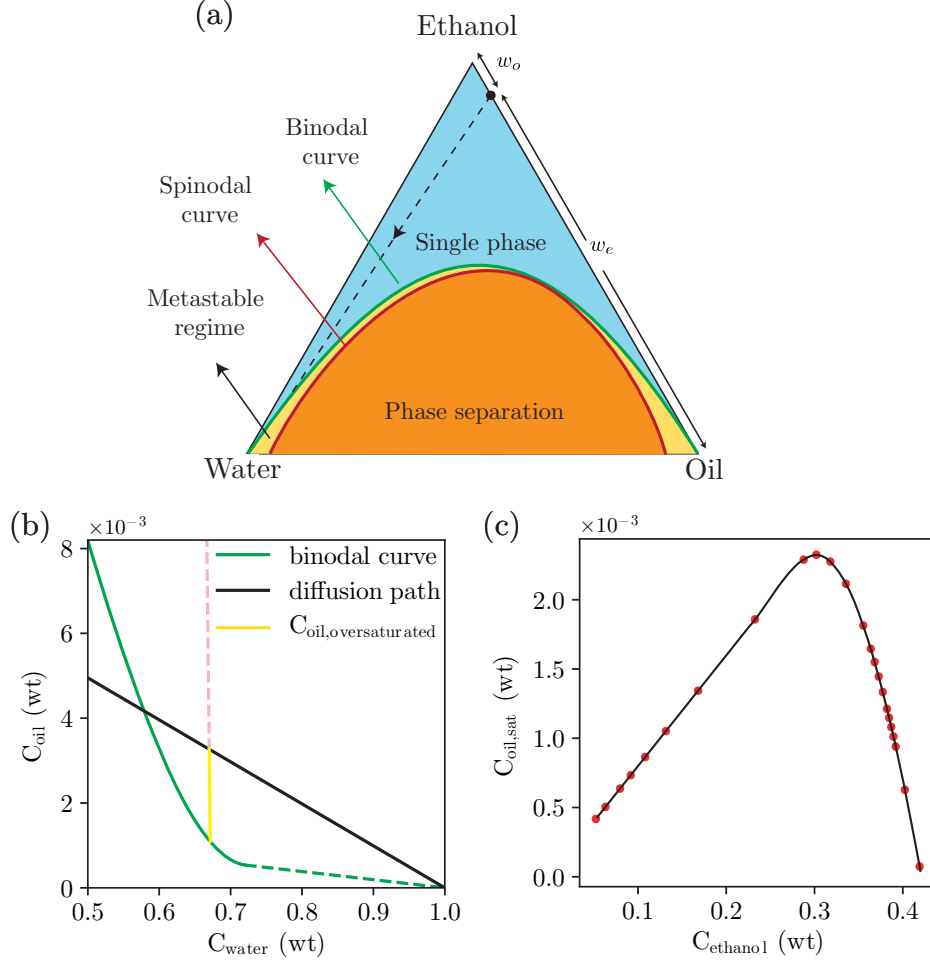 (a)
Ethanol
w_o
Binodal
curve
Spinodal
curve
Single phase
w_e
Metastable
regime
Phase separation
Water
Oil
(b)
×10⁻³
binodal curve
diffusion path
C_oil,oversaturated
8
6
4
2
0
C_oil (wt)
0.5 0.6 0.7 0.8 0.9 1.0
C_water (wt)
(c)
×10⁻³
2.0
1.5
1.0
0.5
0.0
C_oil,sat (wt)
0.1 0.2 0.3 0.4
C_ethanol (wt)